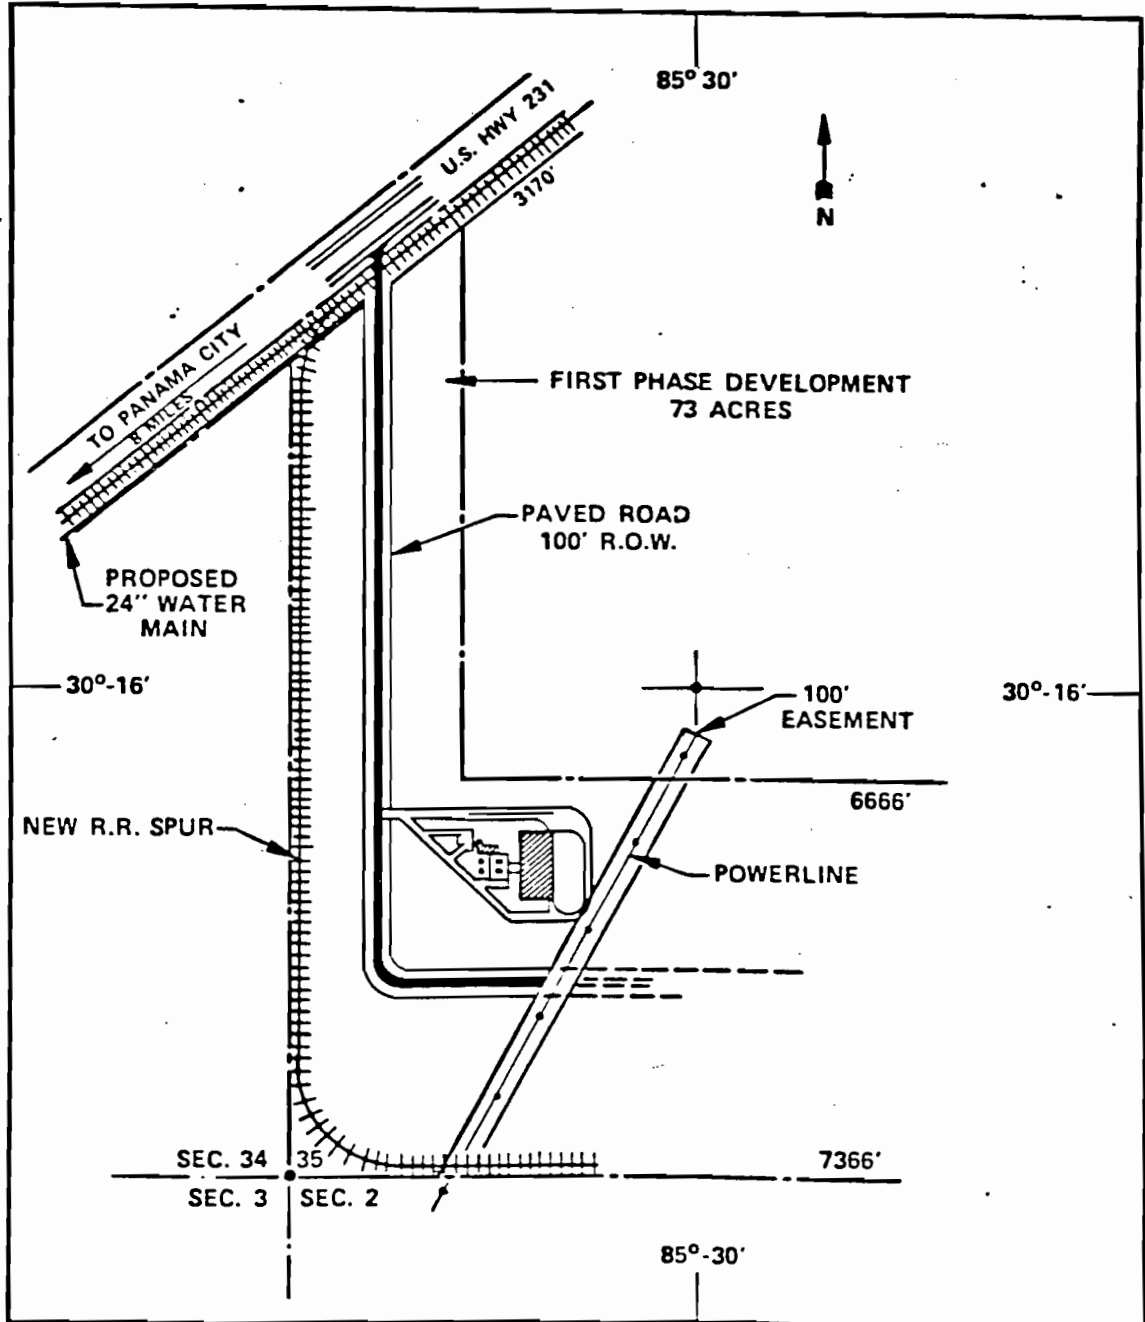 85° 30'
U.S. HWY 231
3170'
N
TO PANAMA CITY
8 MILES
FIRST PHASE DEVELOPMENT
73 ACRES
PAVED ROAD
100' R.O.W.
PROPOSED
24" WATER
MAIN
30°-16'
30°-16'
100'
EASEMENT
6666'
NEW R.R. SPUR
POWERLINE
SEC. 34
35
7366'
SEC. 3
SEC. 2
85°-30'